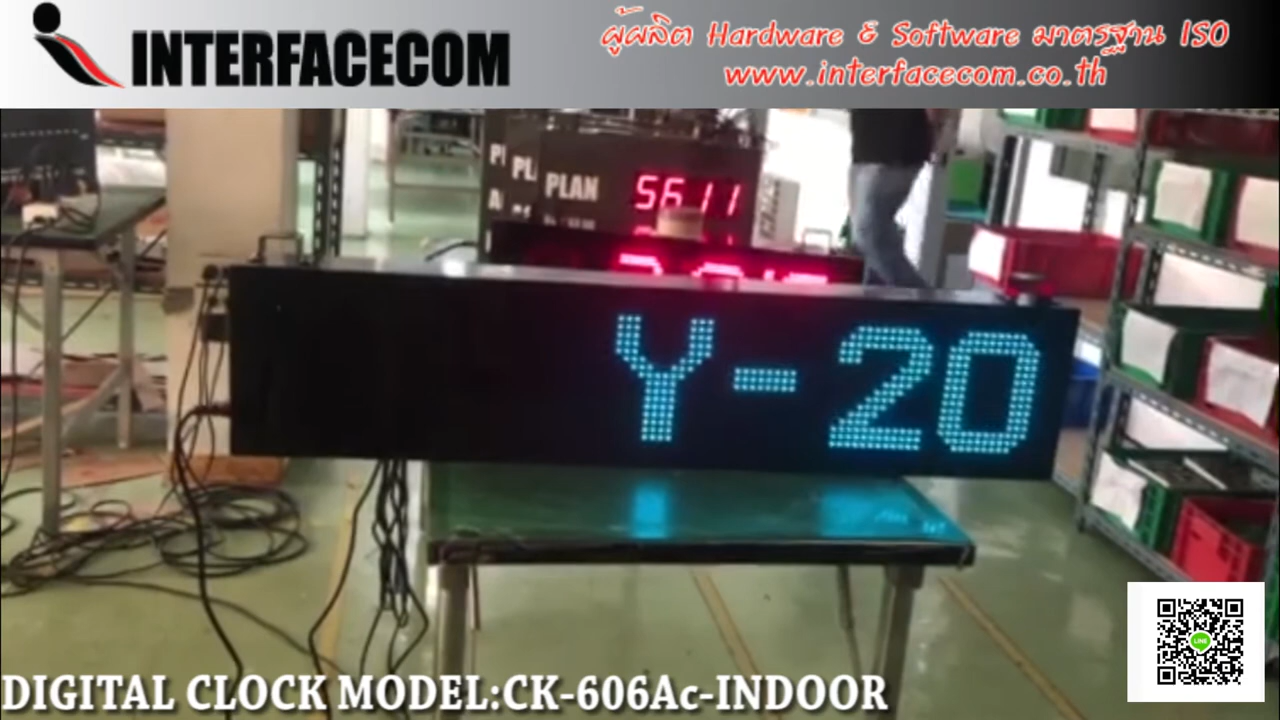 INTERFACECOM
ผู้ผลิต Hardware & Software มาตรฐาน ISO
www.interfacecom.co.th
PLAN
5611
Y-20
DIGITAL CLOCK MODEL:CK-606Ac-INDOOR
LINE